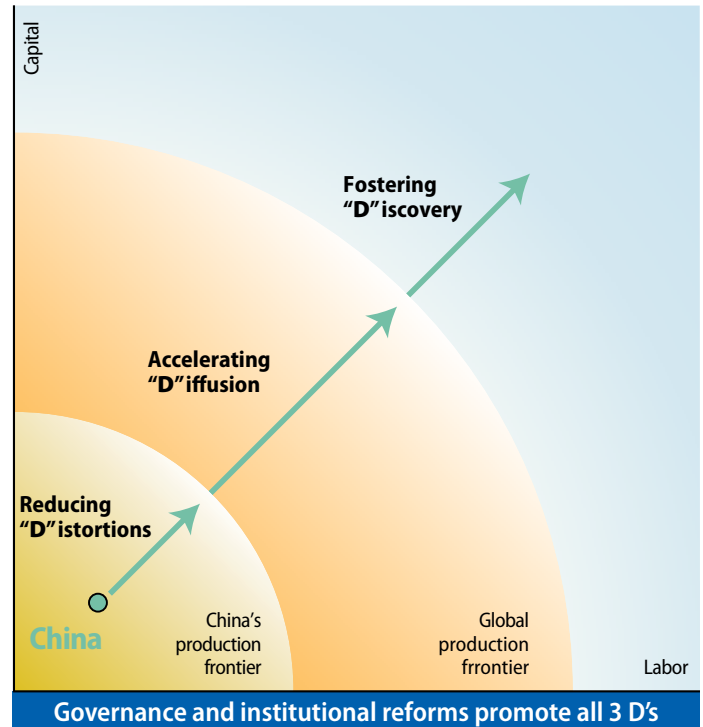 Capital
Fostering
“D”iscovery
Accelerating
“D”iffusion
Reducing
“D”istortions
China
China’s
production
frontier
Global
production
frrontier
Labor
Governance and institutional reforms promote all 3 D’s